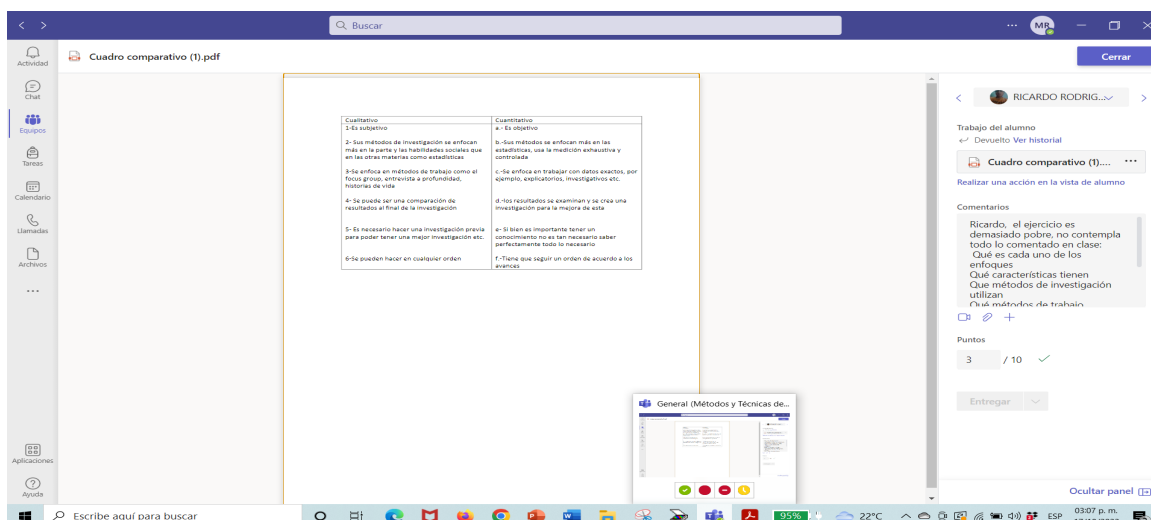 Buscar
MR
Actividad
Cuadro comparativo (1).pdf
Cerrar
Chat
Equipos
Tareas
Calendario
Llamadas
Archivos
Aplicaciones
Ayuda
Cualitativo
Cuantitativo
1-Es subjetivo
a.- Es objetivo
2- Sus métodos de investigación se enfocan
más en la parte y las habilidades sociales que
en las otras materias como estadísticas
b.-Sus métodos se enfocan más en las
estadísticas, usa la medición exhaustiva y
controlada
3-Se enfoca en métodos de trabajo como el
focus group, entrevista a profundidad,
historias de vida
c.-Se enfoca en trabajar con datos exactos, por
ejemplo, explicatorios, investigativos etc.
4- Se puede ser una comparación de
resultados al final de la investigación
d.-los resultados se examinan y se crea una
investigación para la mejora de esta
5- Es necesario hacer una investigación previa
para poder tener una mejor investigación etc.
e- Si bien es importante tener un
conocimiento no es tan necesario saber
perfectamente todo lo necesario
6-Se pueden hacer en cualquier orden
f.-Tiene que seguir un orden de acuerdo a los
avances
RICARDO RODRIG...
Trabajo del alumno
Devuelto Ver historial
Cuadro comparativo (1)....
Realizar una acción en la vista de alumno
Comentarios
Ricardo, el ejercicio es
demasiado pobre, no contempla
todo lo comentado en clase:
Qué es cada uno de los
enfoques
Qué características tienen
Que métodos de investigación
utilizan
Qué métodos de trabajo
Puntos
3 / 10
Entregar
Ocultar panel
General (Métodos y Técnicas de...
Escribe aquí para buscar
95%
22°C
ESP
03:07 p. m.